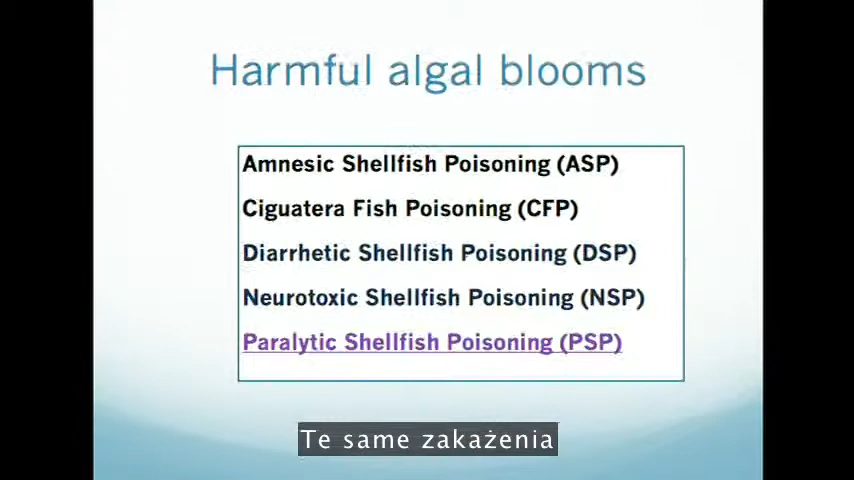 Harmful algal blooms
Amnesic Shellfish Poisoning (ASP)
Ciguatera Fish Poisoning (CFP)
Diarrhetic Shellfish Poisoning (DSP)
Neurotoxic Shellfish Poisoning (NSP)
Paralytic Shellfish Poisoning (PSP)
Te same zakażenia